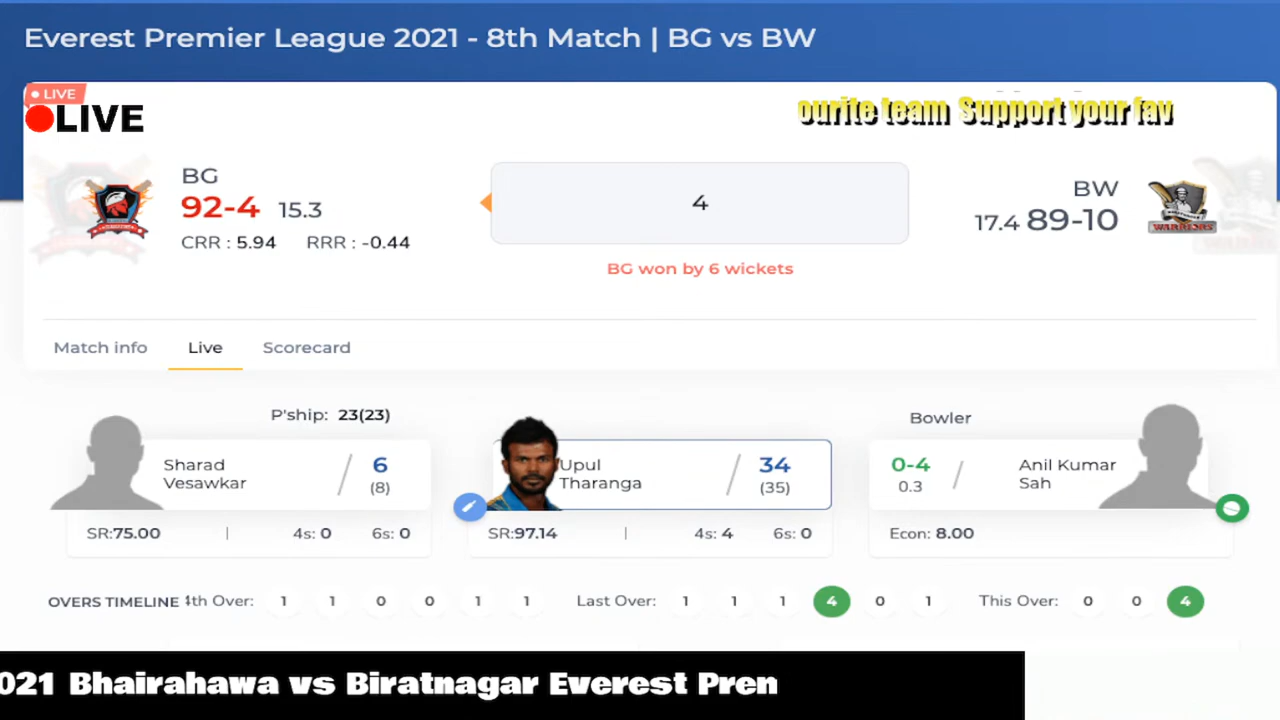 Everest Premier League 2021 - 8th Match | BG vs BW
LIVE
LIVE
ourite team Support your fav
BG
92-4 15.3
CRR : 5.94 RRR : -0.44
4
BG won by 6 wickets
BW
17.4 89-10
WARRIORS
Match info Live Scorecard
P'ship: 23(23)
Sharad
Vesawkar
6
(8)
SR:75.00 | 4s: 0 6s: 0
Upul
Tharanga
34
(35)
SR:97.14 | 4s: 4 6s: 0
Bowler
0-4
0.3
Anil Kumar
Sah
Econ: 8.00
OVERS TIMELINE 4th Over: 1 1 0 0 1 1 Last Over: 1 1 1 4 0 1 This Over: 0 0 4
021 Bhairahawa vs Biratnagar Everest Pren